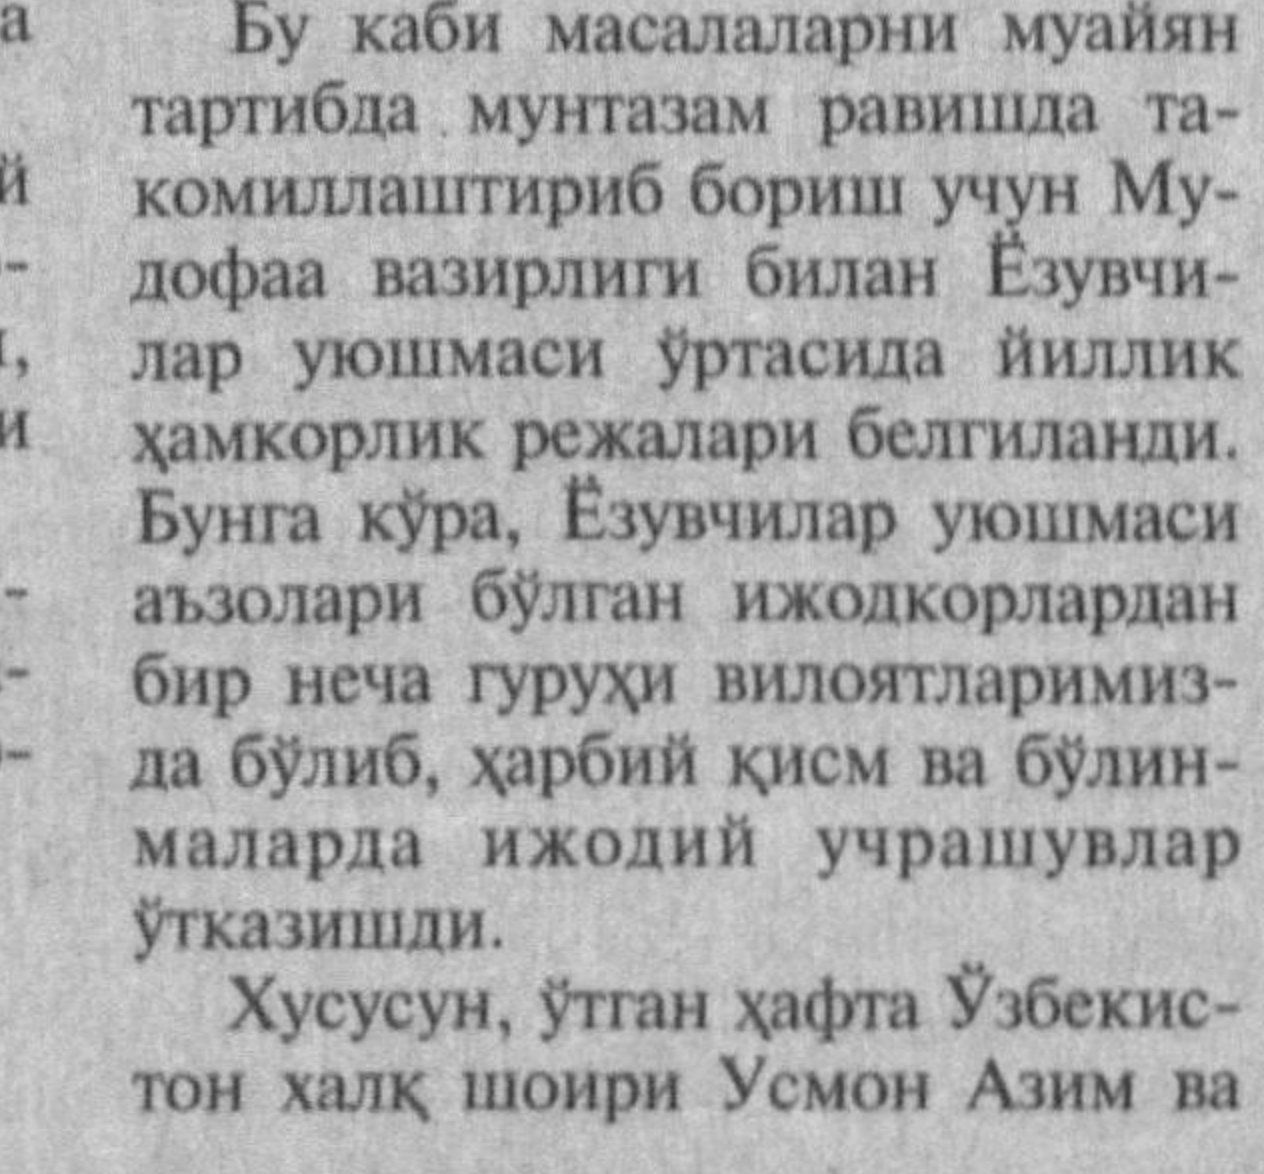 Бу каби масалаларни муайян
тартибда мунтазам равишда та-
комиллаштириб бориш учун Му-
дофаа вазирлиги билан Ёзувчи-
лар уюшмаси ўртасида йиллик
ҳамкорлик режалари белгиланди.
Бунга кўра, Ёзувчилар уюшмаси
аъзолари бўлган ижодкорлардан
бир неча гуруҳи вилоятларимиз-
да бўлиб, ҳарбий қисм ва бўлин-
маларда ижодий учрашувлар
ўтказишди.
Хусусун, ўтган ҳафта Ўзбекис-
тон халқ шоири Усмон Азим ва